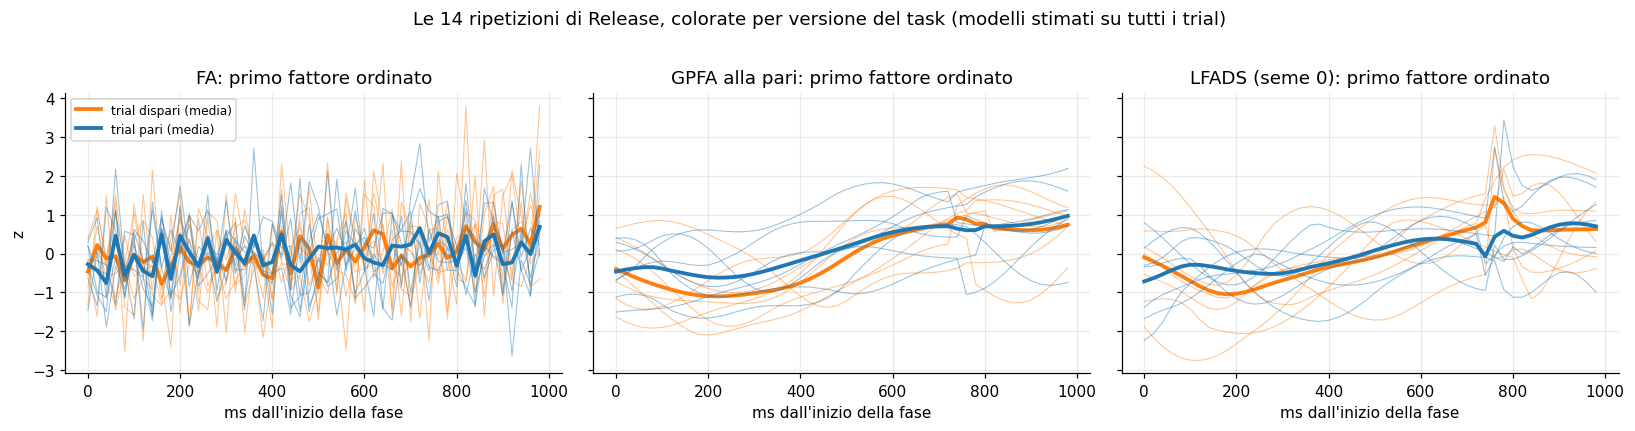 Le 14 ripetizioni di Release, colorate per versione del task (modelli stimati su tutti i trial)
FA: primo fattore ordinato
GPFA alla pari: primo fattore ordinato
LFADS (seme 0): primo fattore ordinato
trial dispari (media)
trial pari (media)
z
4
3
2
1
0
−1
−2
−3
0 200 400 600 800 1000
0 200 400 600 800 1000
0 200 400 600 800 1000
ms dall'inizio della fase
ms dall'inizio della fase
ms dall'inizio della fase